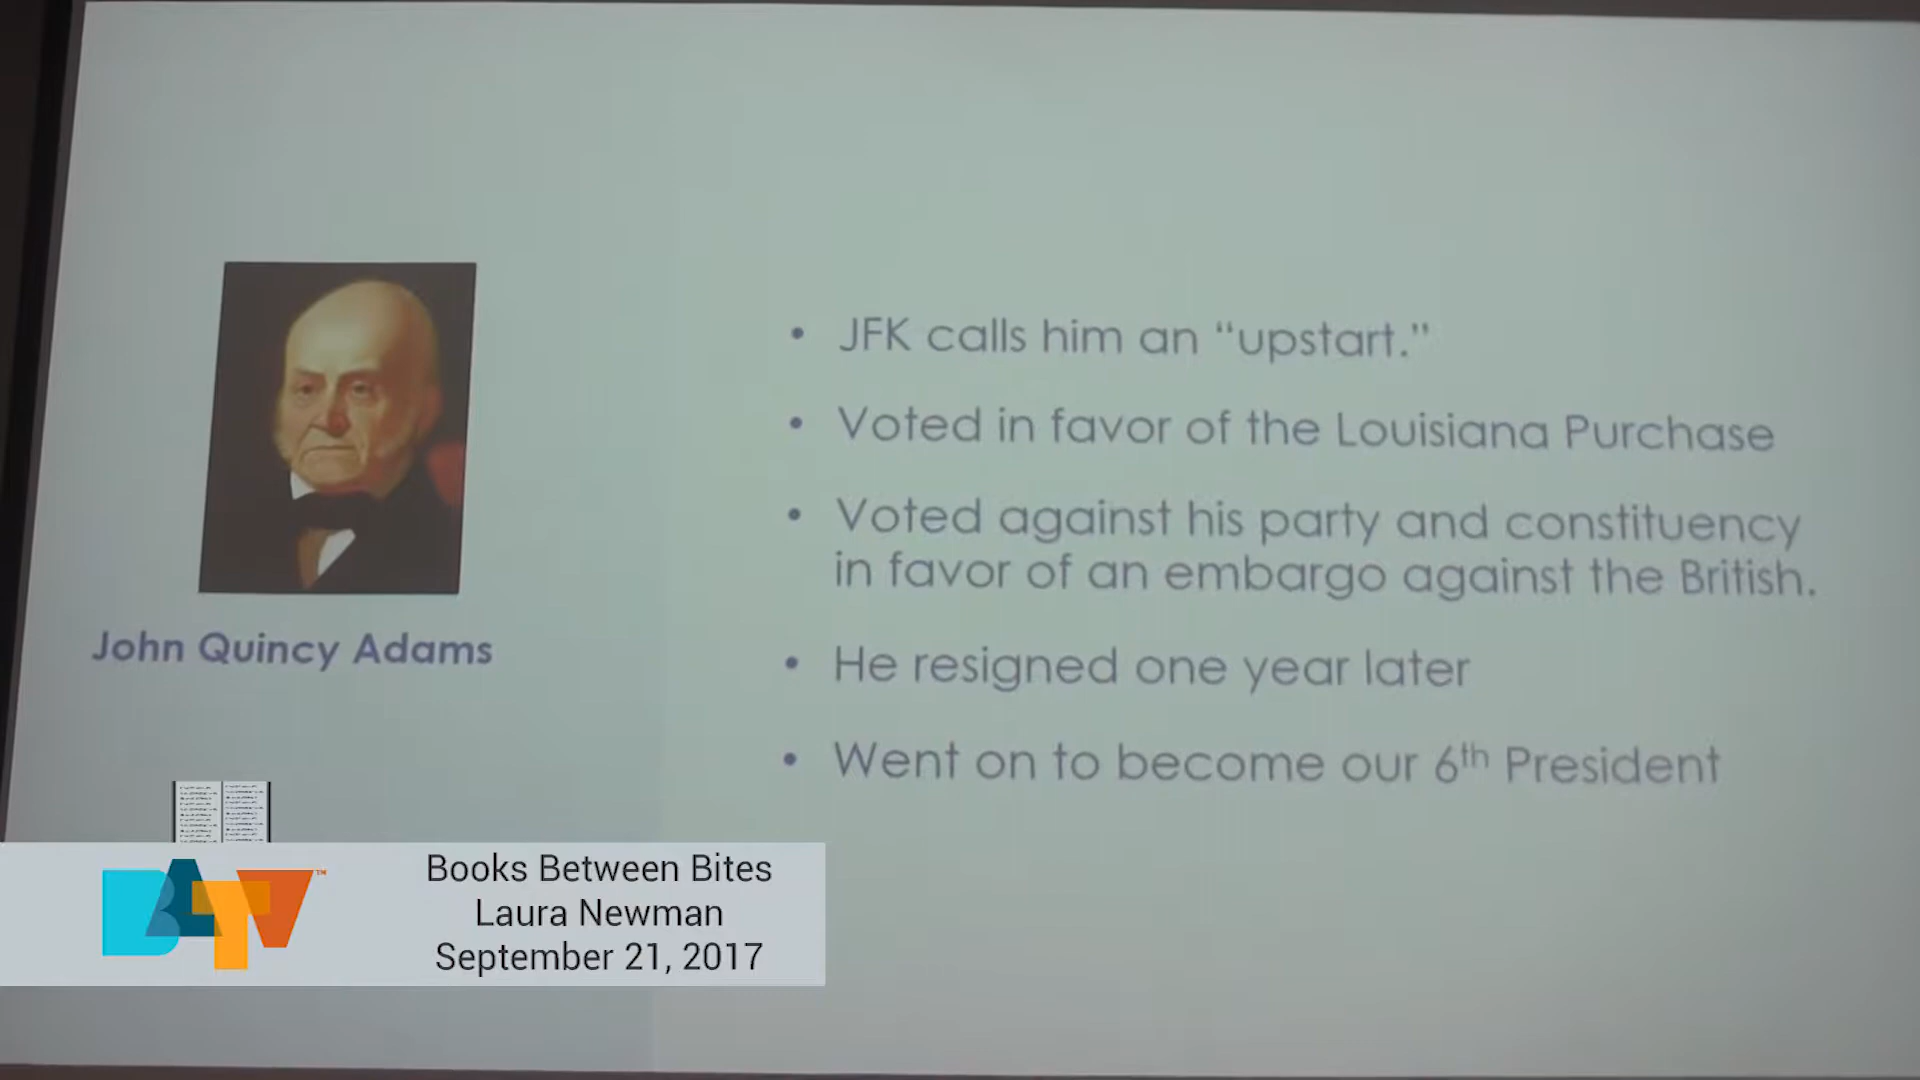 • JFK calls him an “upstart.”
• Voted in favor of the Louisiana Purchase
• Voted against his party and constituency
in favor of an embargo against the British.
• He resigned one year later
• Went on to become our 6th President
John Quincy Adams
BATV™
Books Between Bites
Laura Newman
September 21, 2017